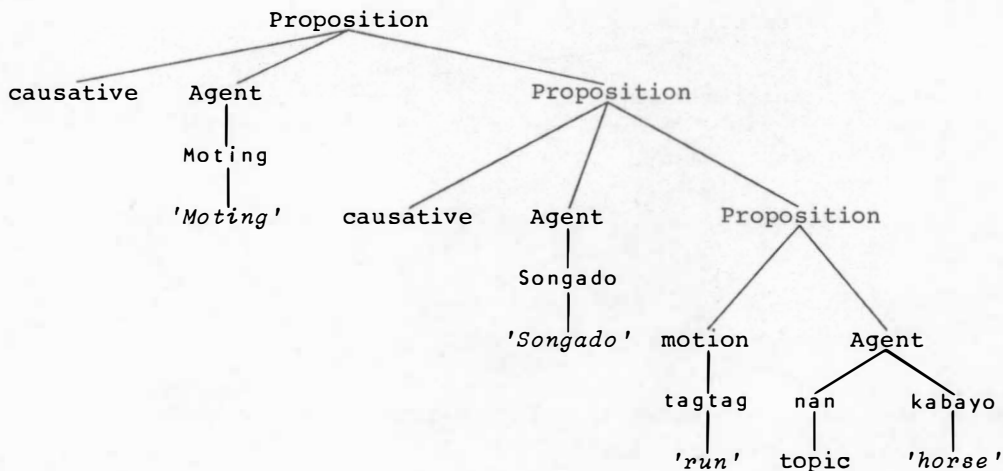 Proposition
causative Agent Proposition
Moting
'Moting' causative Agent Proposition
Songado
'Songado' motion Agent
tagtag nan kabayo
'run' topic 'horse'